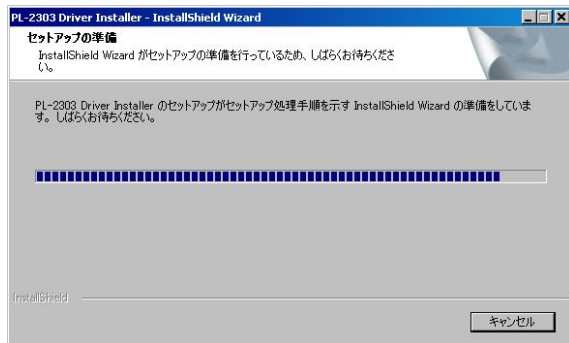 PL-2303 Driver Installer - InstallShield Wizard
セットアップの準備
InstallShield Wizard がセットアップの準備を行っているため、しばらくお待ちくださ
い。
PL-2303 Driver Installer のセットアップがセットアップ処理手順を示す InstallShield Wizard の準備をしていま
す。しばらくお待ちください。
InstallShield
キャンセル